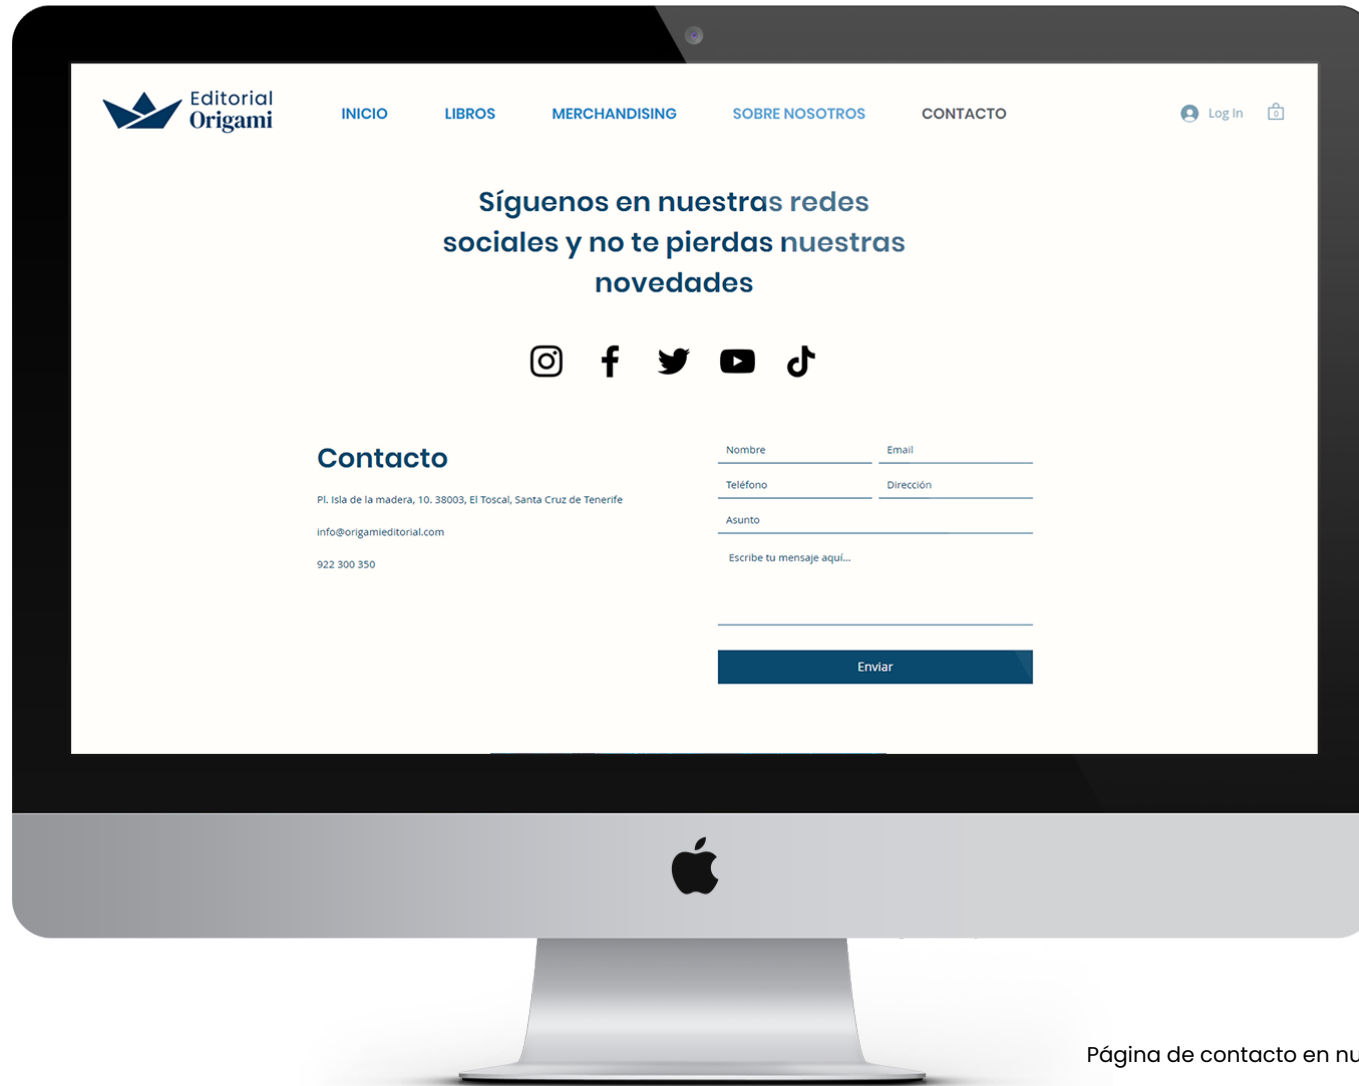 Editorial
Origami
INICIO
LIBROS
MERCHANDISING
SOBRE NOSOTROS
CONTACTO
Log In
0
Síguenos en nuestras redes
sociales y no te pierdas nuestras
novedades
Contacto
Pl. Isla de la madera, 10. 38003, El Toscal, Santa Cruz de Tenerife
info@origamieditorial.com
922 300 350
Nombre
Email
Teléfono
Dirección
Asunto
Escribe tu mensaje aquí...
Enviar
Página de contacto en nu